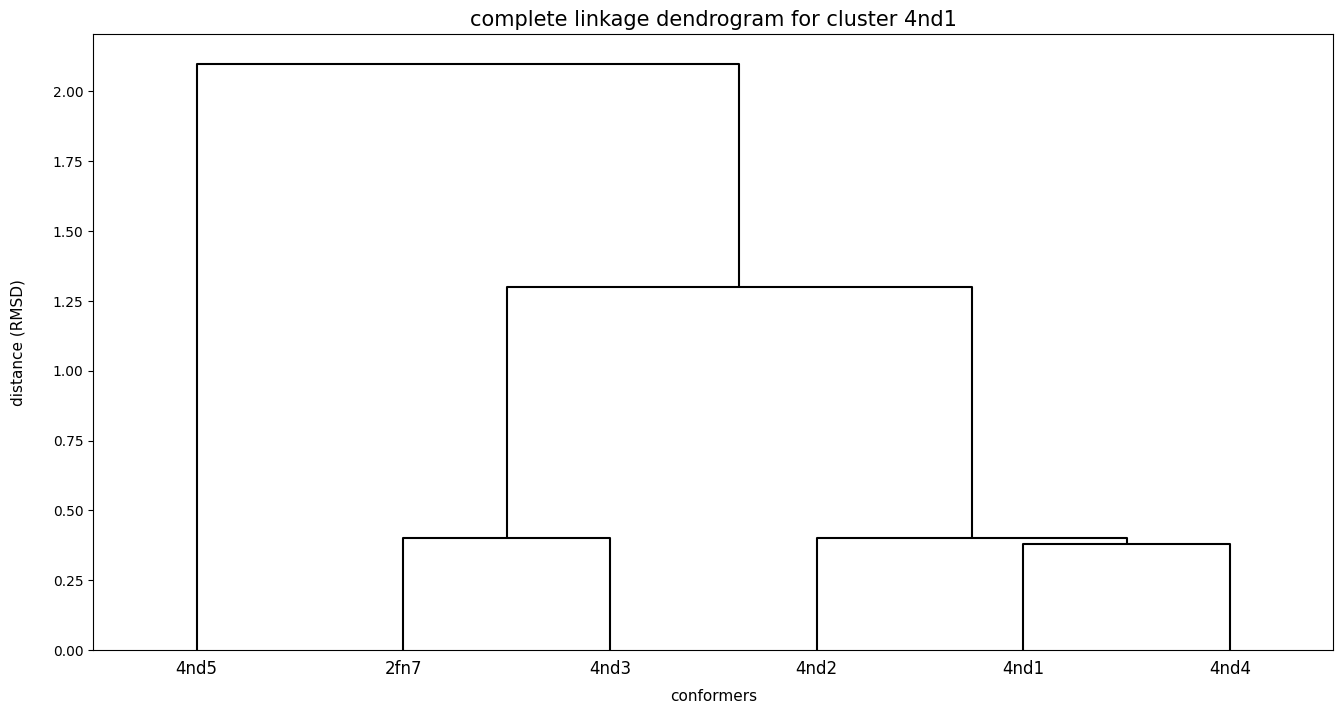 complete linkage dendrogram for cluster 4nd1
distance (RMSD)
2.00
1.75
1.50
1.25
1.00
0.75
0.50
0.25
0.00
4nd5 2fn7 4nd3 4nd2 4nd1 4nd4
conformers